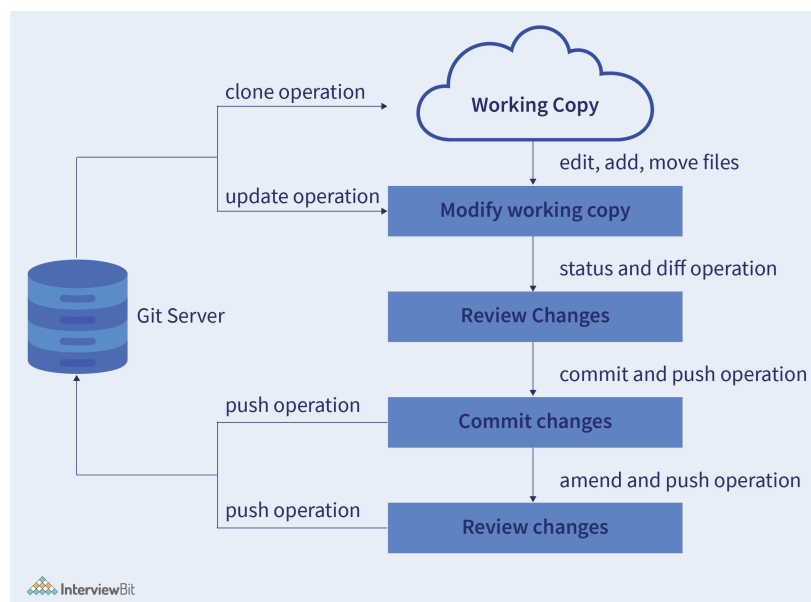 clone operation
Working Copy
edit, add, move files
update operation
Modify working copy
status and diff operation
Git Server
Review Changes
commit and push operation
push operation
Commit changes
amend and push operation
push operation
Review changes
InterviewBit